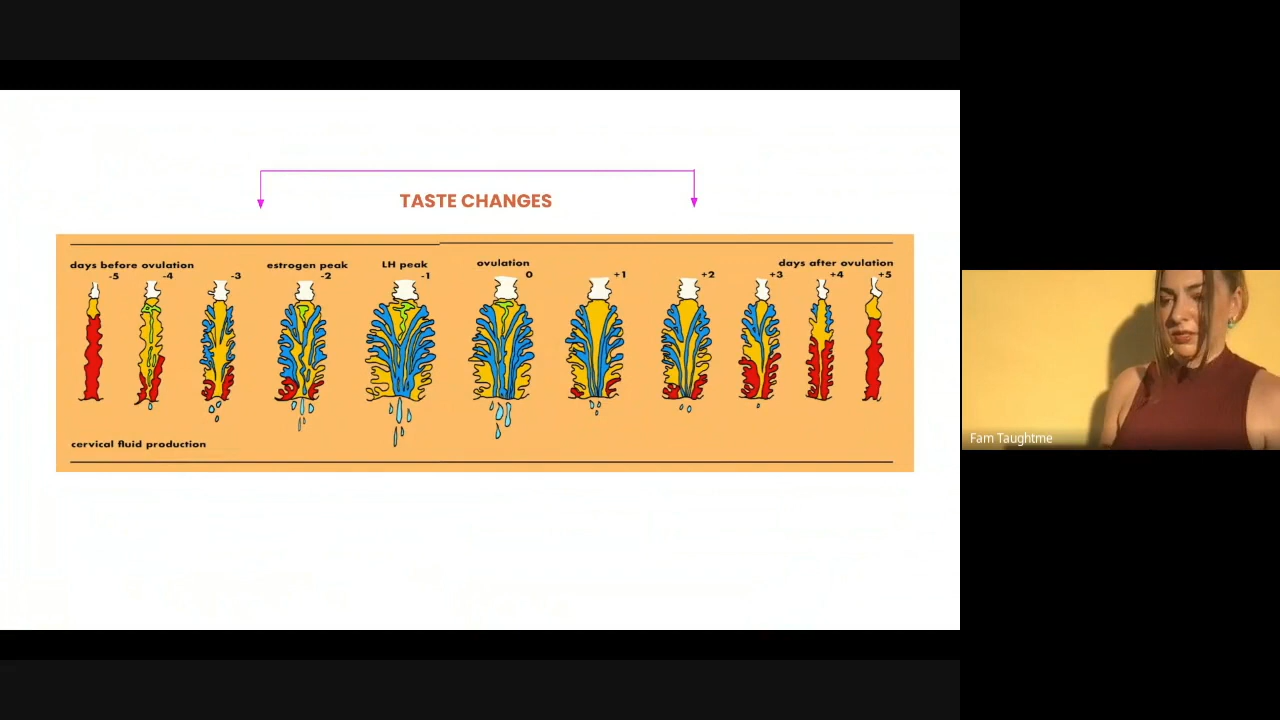 TASTE CHANGES
days before ovulation
estrogen peak
LH peak
ovulation
days after ovulation
-5
-4
-3
-2
-1
0
+1
+2
+3
+4
+5
cervical fluid production
Fam Taughtme